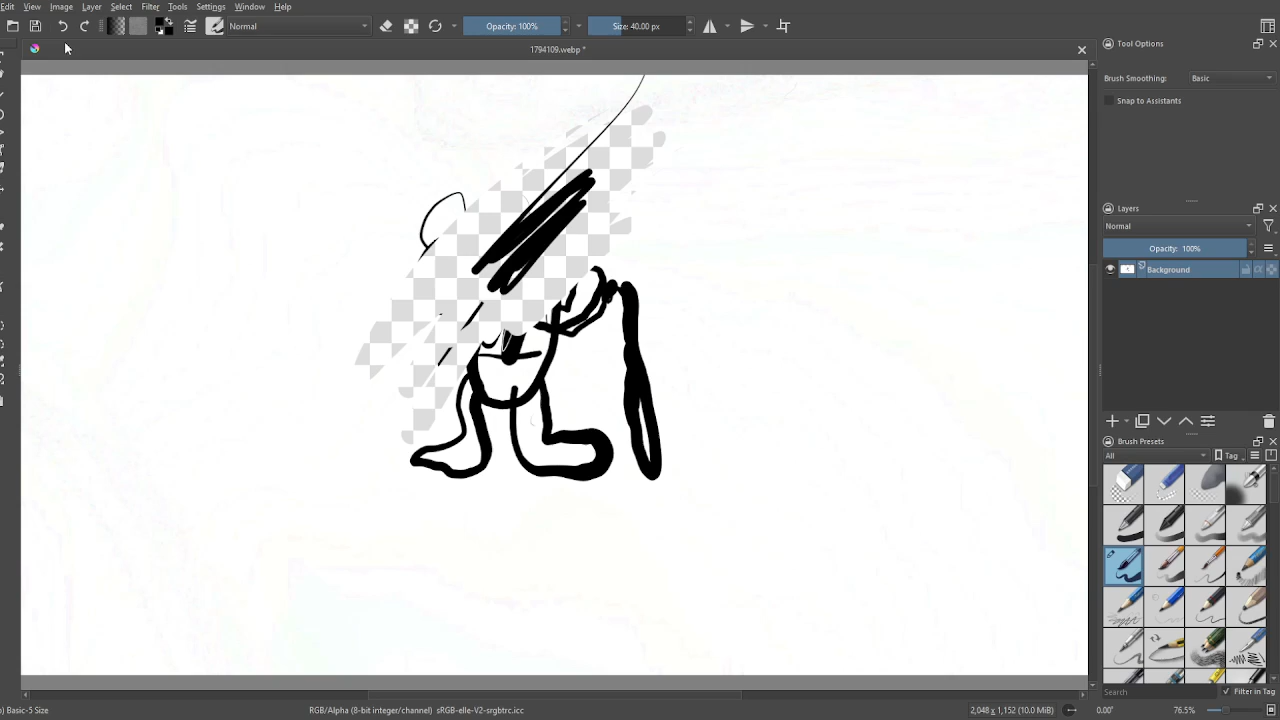 View Image Layer Select Filter Tools Settings Window Help
Normal Opacity: 100% Size: 40.00 px
1794109.webp *
Tool Options
Brush Smoothing: Basic
Snap to Assistants
Layers
Normal
Opacity: 100%
Background
Brush Presets
All Tag
Search Filter in Tag
Basic-5 Size RGB/Alpha (8-bit integer/channel) sRGB-elle-V2-srgbtrc.icc 2,048 x 1,152 (10.0 MiB) 0.00° 76.5%